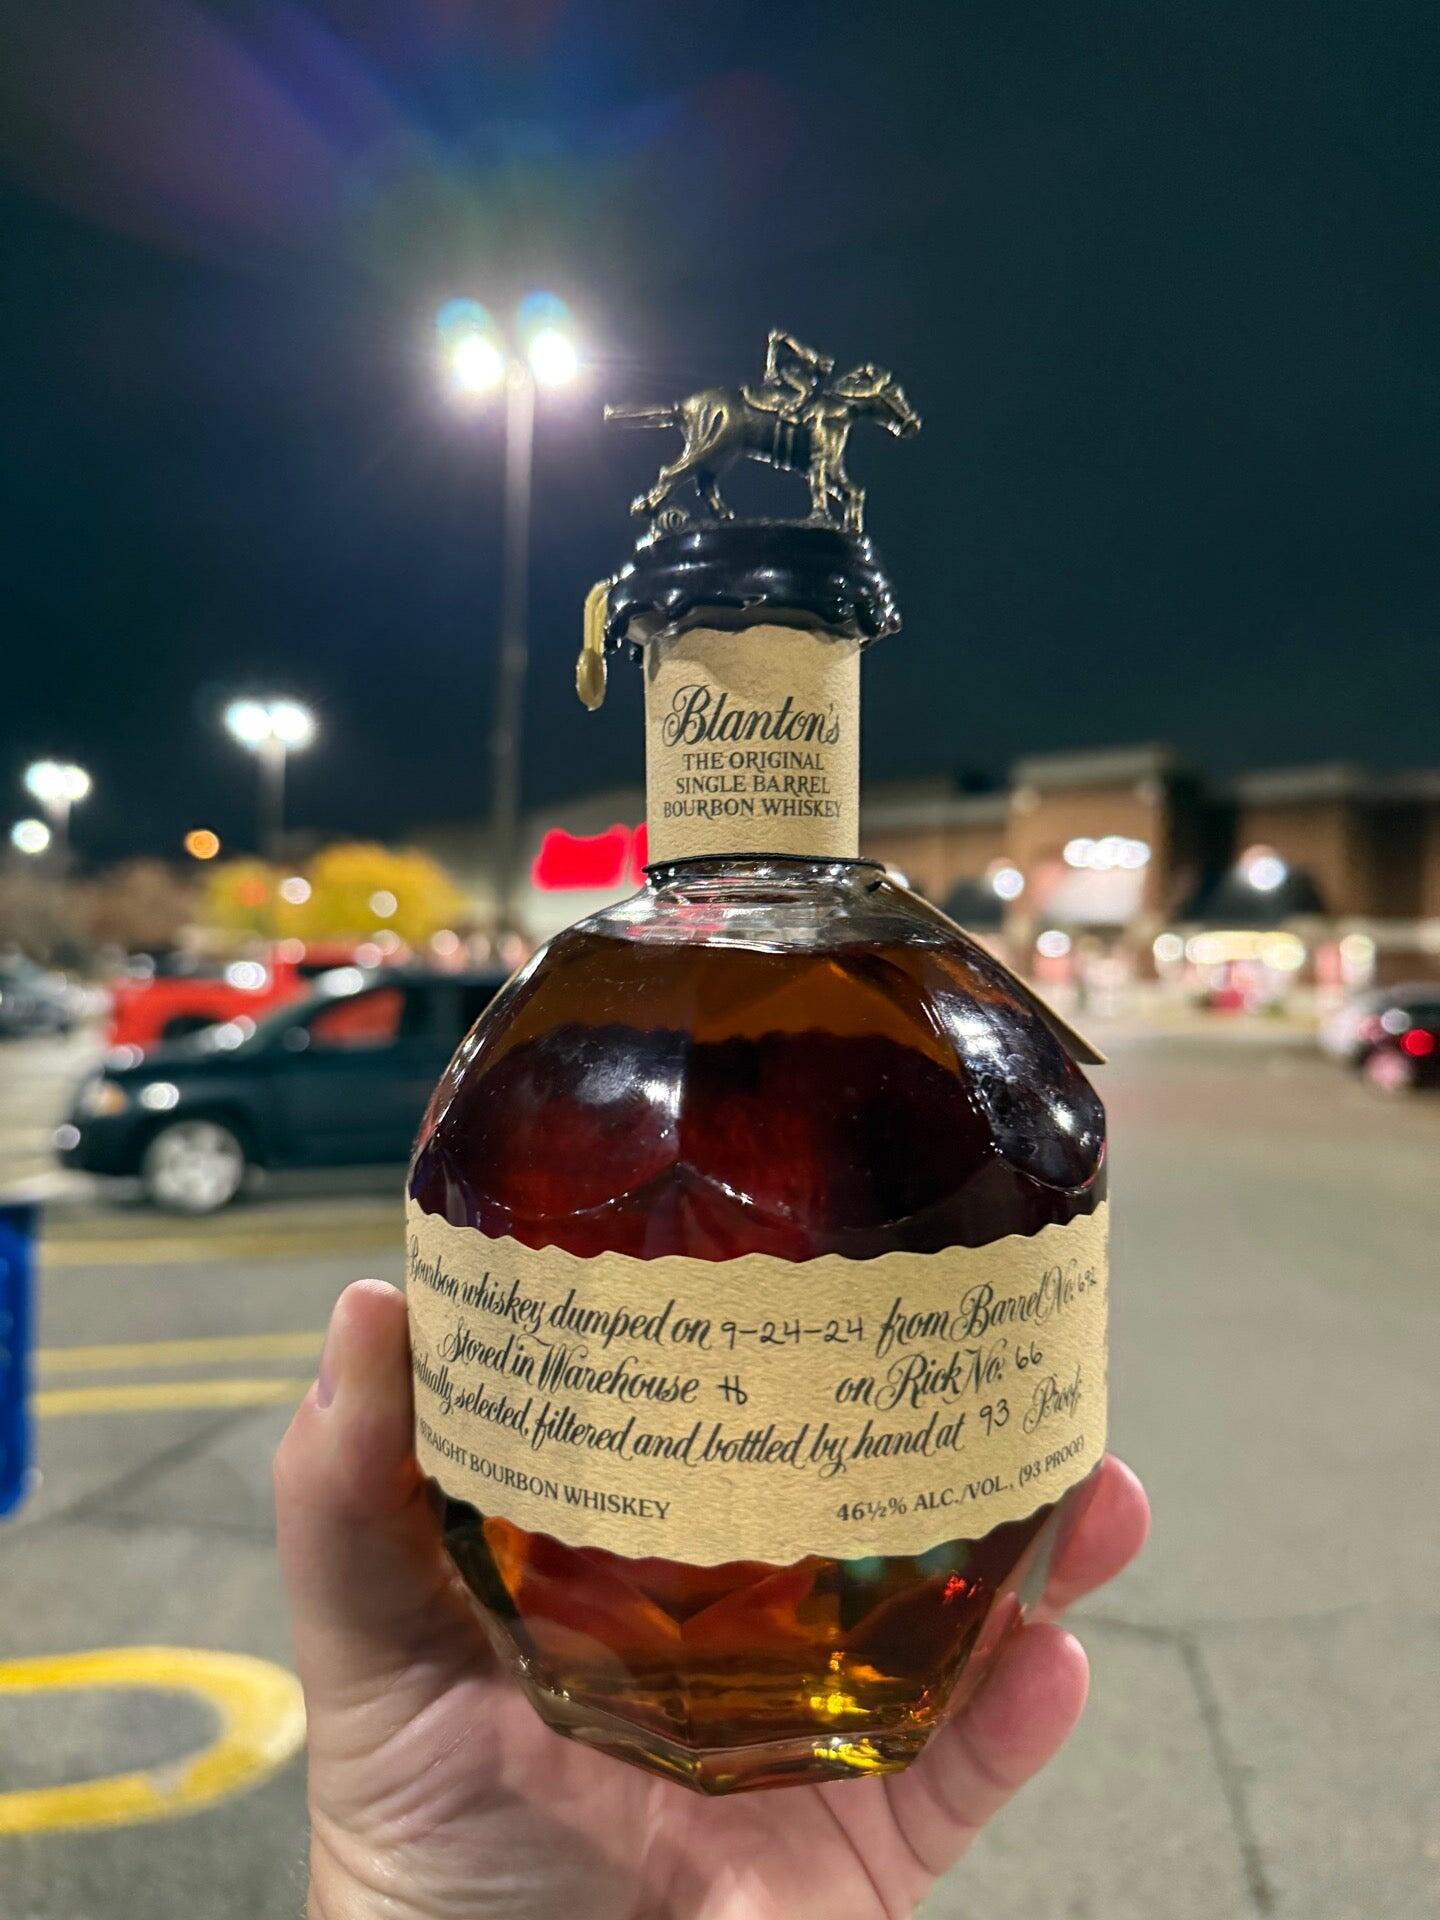 Blanton's
THE ORIGINAL
SINGLE BARREL
BOURBON WHISKEY
Bourbon whiskey dumped on 9-24-24 from Barrel No. 692
Stored in Warehouse H on Rick No. 66
selected, filtered and bottled by hand at 93 Proof.
STRAIGHT BOURBON WHISKEY 46½% ALC./VOL., (93 PROOF)